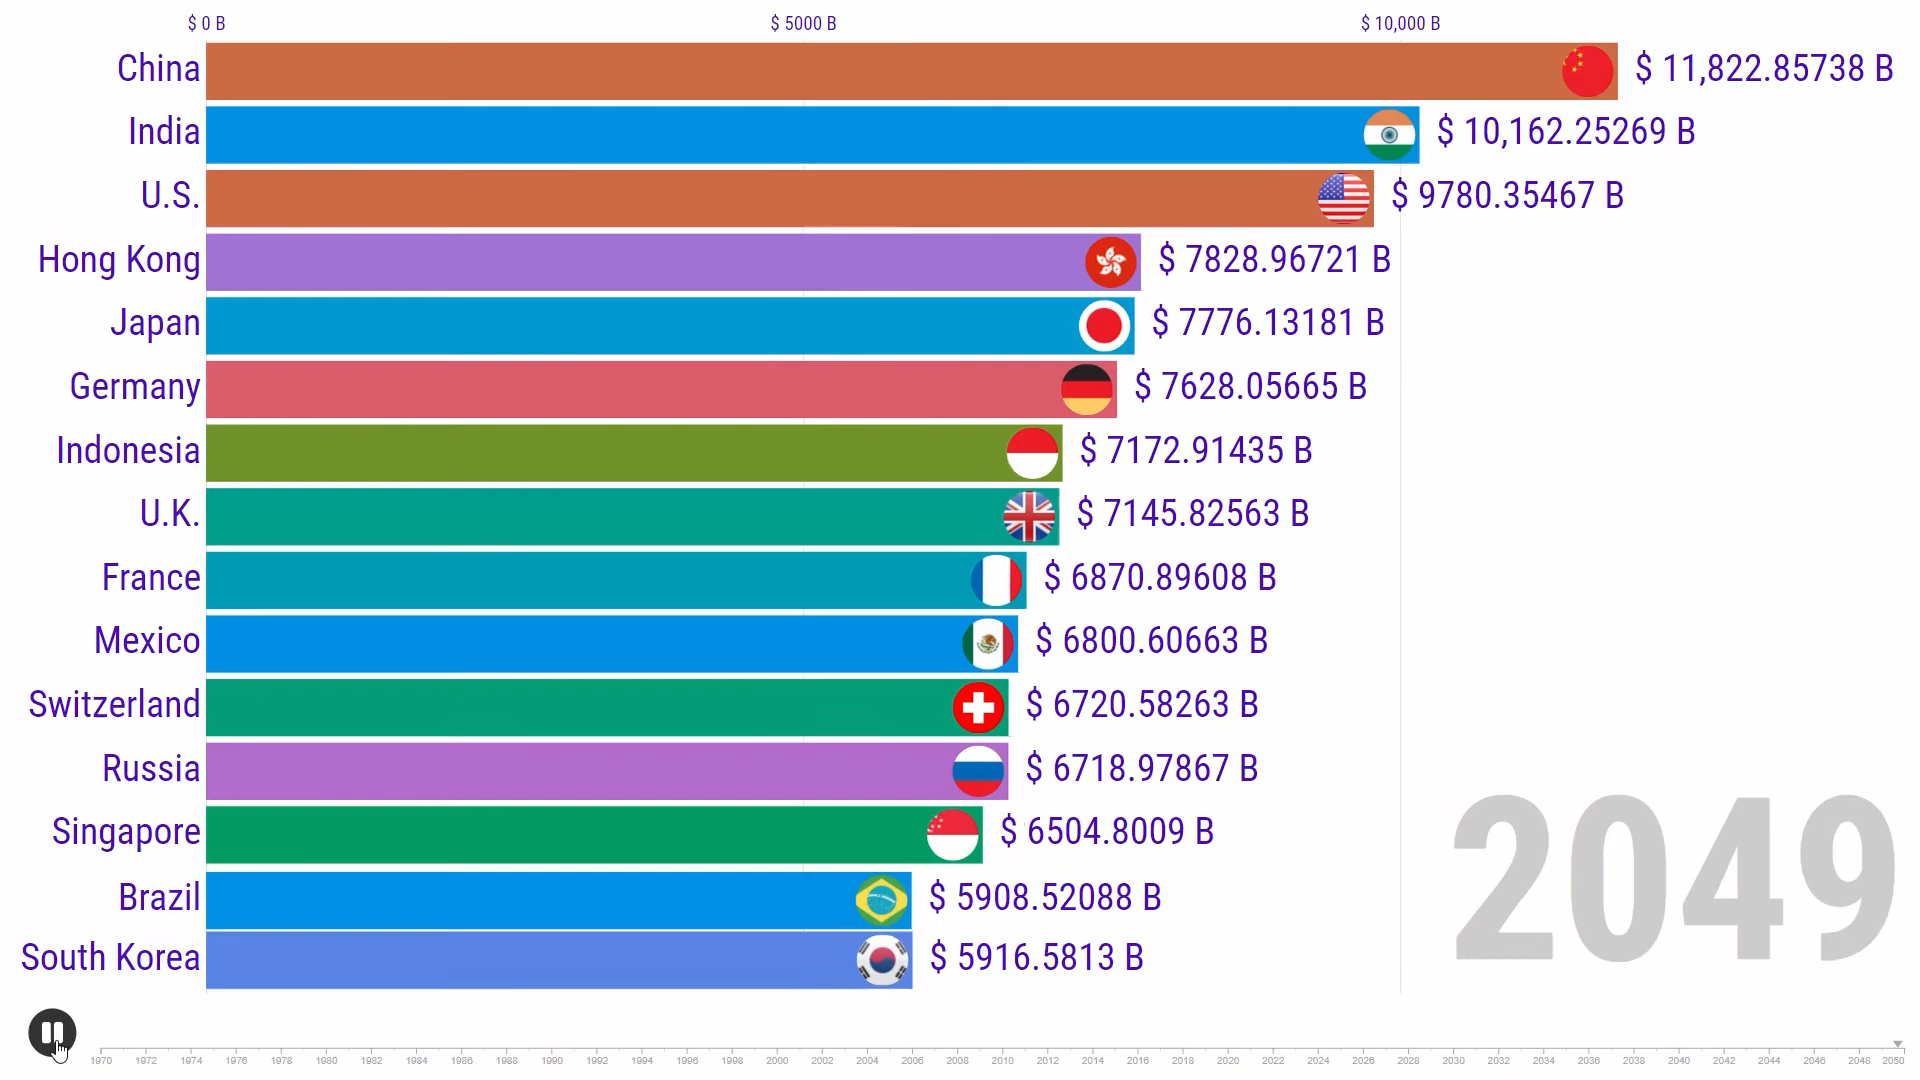 $ 0 B $ 5000 B $ 10,000 B
China $ 11,822.85738 B
India $ 10,162.25269 B
U.S. $ 9780.35467 B
Hong Kong $ 7828.96721 B
Japan $ 7776.13181 B
Germany $ 7628.05665 B
Indonesia $ 7172.91435 B
U.K. $ 7145.82563 B
France $ 6870.89608 B
Mexico $ 6800.60663 B
Switzerland $ 6720.58263 B
Russia $ 6718.97867 B
Singapore $ 6504.8009 B
Brazil $ 5908.52088 B
South Korea $ 5916.5813 B
2049
1970 1972 1974 1976 1978 1980 1982 1984 1986 1988 1990 1992 1994 1996 1998 2000 2002 2004 2006 2008 2010 2012 2014 2016 2018 2020 2022 2024 2026 2028 2030 2032 2034 2036 2038 2040 2042 2044 2046 2048 2050